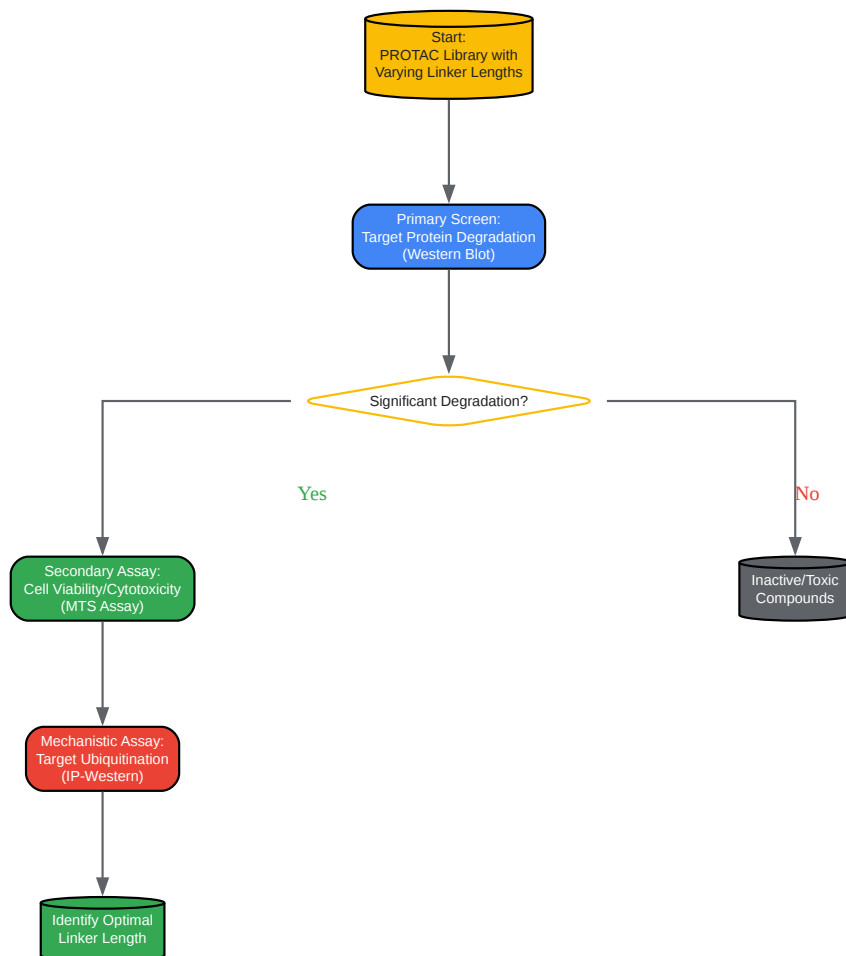 Start:
PROTAC Library with
Varying Linker Lengths
Primary Screen:
Target Protein Degradation
(Western Blot)
Significant Degradation?
Yes
No
Secondary Assay:
Cell Viability/Cytotoxicity
(MTS Assay)
Inactive/Toxic
Compounds
Mechanistic Assay:
Target Ubiquitination
(IP-Western)
Identify Optimal
Linker Length